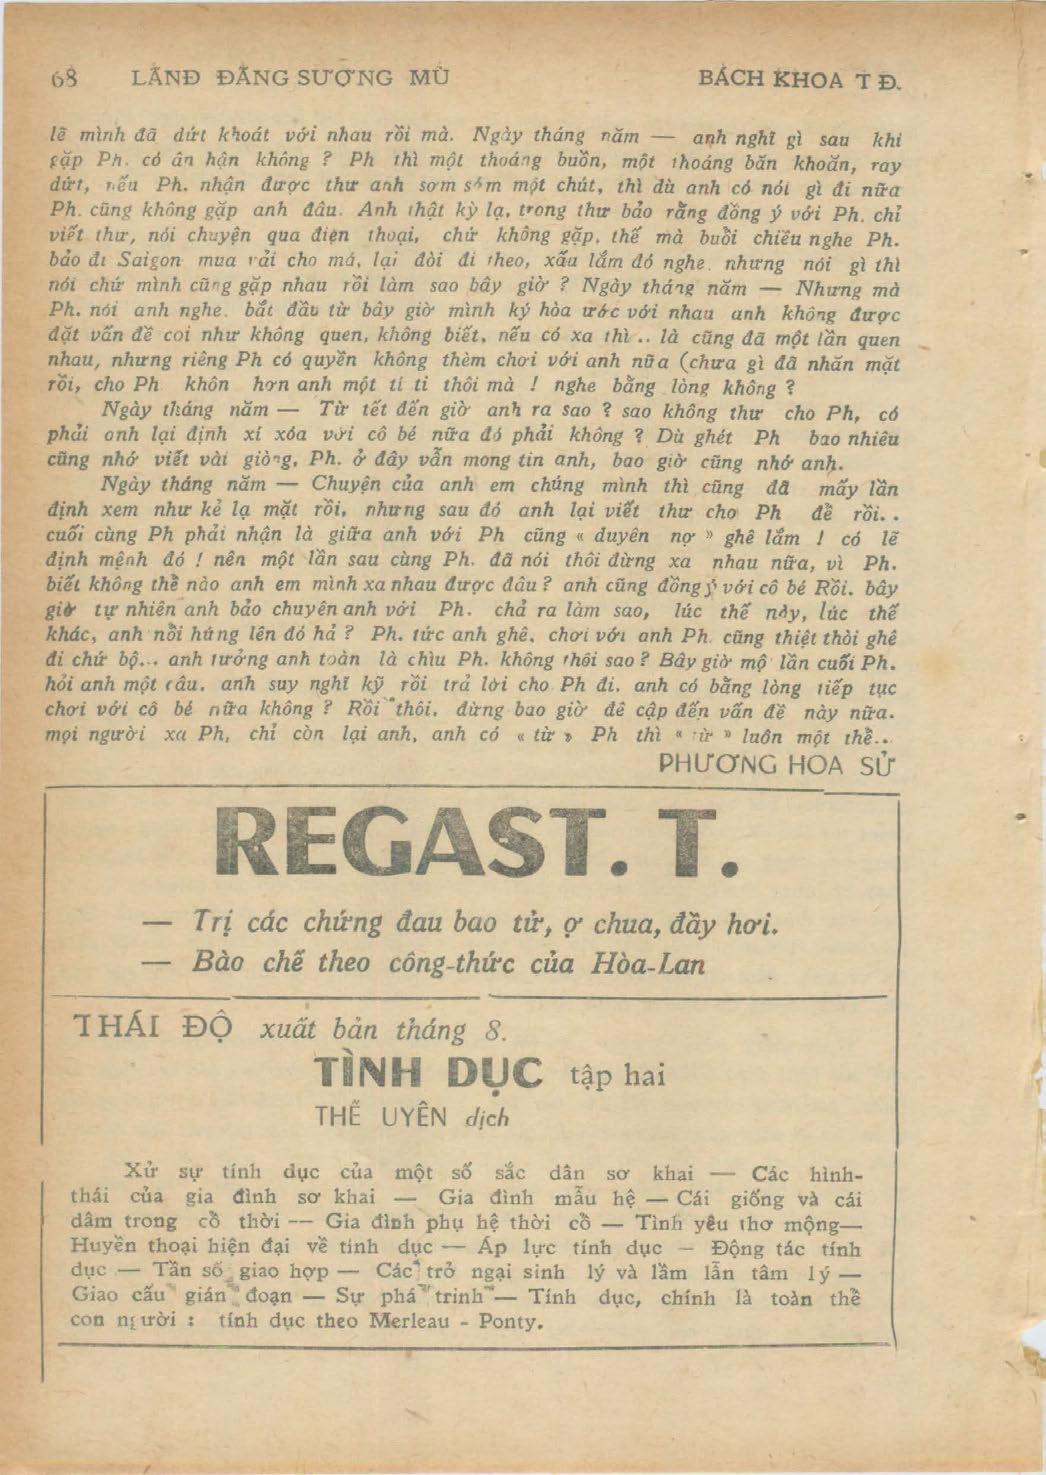 68 LÃNĐ ĐÃNG SƯƠNG MÙ BÁCH KHOA T Đ.
lẽ mình đã dứt khoát với nhau rồi mà. Ngày tháng năm — anh nghĩ gì sau khi
gặp Ph. có ân hận không ? Ph thì một thoáng buồn, một thoáng băn khoăn, ray
dứt, nếu Ph. nhận được thư anh sơm sớm một chút, thì dù anh có nói gì đi nữa
Ph. cũng không gặp anh đâu. Anh thật kỳ lạ, trong thư bảo rằng đồng ý với Ph. chỉ
viết thư, nói chuyện qua điện thoại, chứ không gặp, thế mà buổi chiều nghe Ph.
bảo đi Saigon mua vải cho má, lại đòi đi theo, xấu lắm đó nghe. nhưng nói gì thì
nói chứ mình cũng gặp nhau rồi làm sao bây giờ ? Ngày tháng năm — Nhưng mà
Ph. nói anh nghe. bắt đầu từ bây giờ mình ký hòa ước với nhau anh không được
đặt vấn đề coi như không quen, không biết, nếu có xa thì .. là cũng đã một lần quen
nhau, nhưng riêng Ph có quyền không thèm chơi với anh nữa (chưa gì đã nhăn mặt
rồi, cho Ph khôn hơn anh một tí ti thôi mà ! nghe bằng lòng không ?
Ngày tháng năm — Từ tết đến giờ anh ra sao ? sao không thư cho Ph, có
phải anh lại định xí xóa với cô bé nữa đó phải không ? Dù ghét Ph bao nhiêu
cũng nhớ viết vài giòng, Ph. ở đây vẫn mong tin anh, bao giờ cũng nhớ anh.
Ngày tháng năm — Chuyện của anh em chúng mình thì cũng đã mấy lần
định xem như kẻ lạ mặt rồi, nhưng sau đó anh lại viết thư cho Ph để rồi..
cuối cùng Ph phải nhận là giữa anh với Ph cũng « duyên nợ » ghê lắm ! có lẽ
định mệnh đó ! nên một lần sau cùng Ph. đã nói thôi đừng xa nhau nữa, vì Ph.
biết không thể nào anh em mình xa nhau được đâu ? anh cũng đồng ý với cô bé Rồi. bây
giờ tự nhiên anh bảo chuyên anh với Ph. chả ra làm sao, lúc thế này, lúc thế
khác, anh nổi hứng lên đó hả ? Ph. tức anh ghê, chơi với anh Ph. cũng thiệt thòi ghê
đi chứ bộ... anh tưởng anh toàn là chìu Ph. không thôi sao ? Bây giờ mộ lần cuối Ph.
hỏi anh một câu. anh suy nghĩ kỹ rồi trả lời cho Ph đi. anh có bằng lòng tiếp tục
chơi với cô bé nữa không ? Rồi thôi, đừng bao giờ đê cập đến vấn đề này nữa.
mọi người xa Ph, chỉ còn lại anh, anh có « từ » Ph thì « từ » luôn một thể...
PHƯƠNG HOA SỬ
REGAST. T.
— Trị các chứng đau bao tử, ợ chua, đầy hơi.
— Bào chế theo công-thức của Hòa-Lan
THÁI ĐỘ xuất bản tháng 8.
TÌNH DỤC tập hai
THẾ UYÊN dịch
Xử sự tính dục của một số sắc dân sơ khai — Các hình-
thái của gia đình sơ khai — Gia đình mẫu hệ — Cái giống và cái
dâm trong cổ thời — Gia đình phụ hệ thời cổ — Tình yêu thơ mộng—
Huyền thoại hiện đại về tính dục — Áp lực tính dục — Động tác tính
dục — Tần số giao hợp — Các trở ngại sinh lý và lầm lẫn tâm lý —
Giao cấu gián đoạn — Sự phá trinh — Tính dục, chính là toàn thể
con người : tính dục theo Merleau - Ponty.